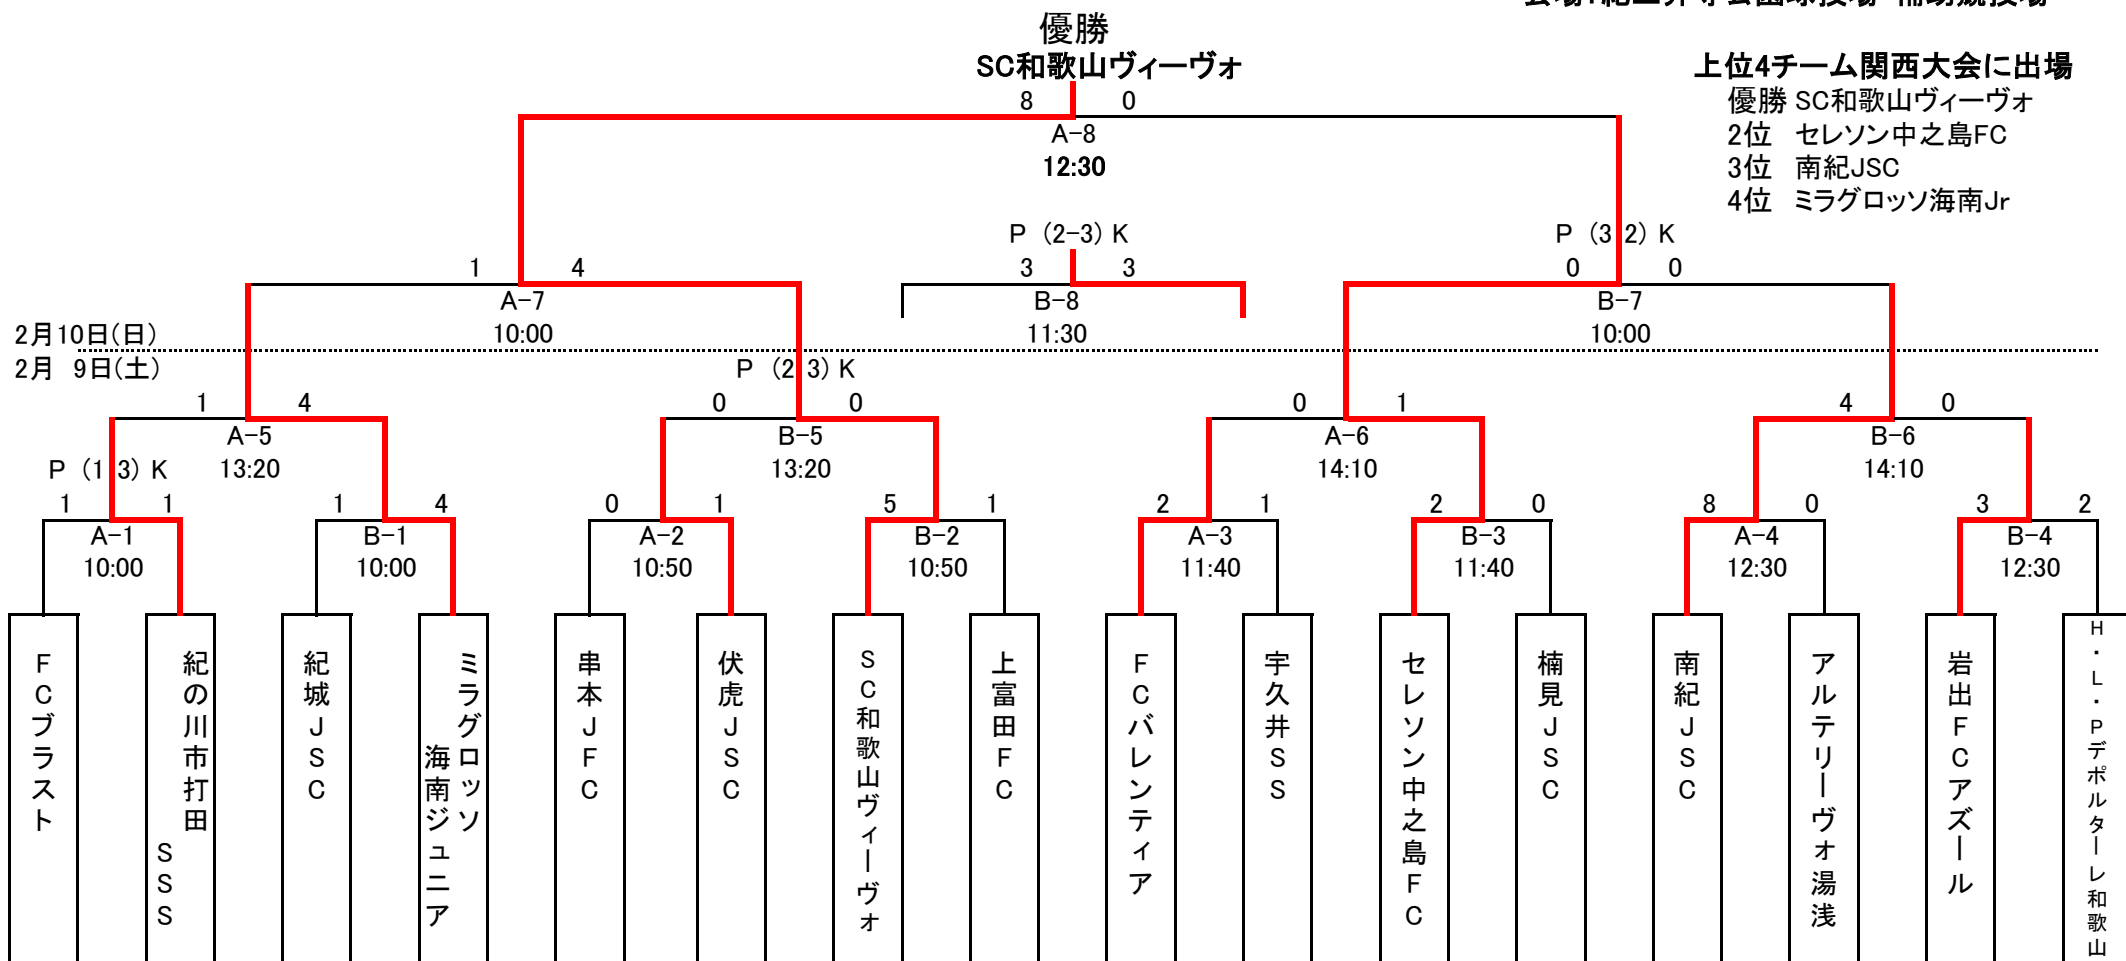 優勝
SC和歌山ヴィーヴォ
上位4チーム関西大会に出場
優勝 SC和歌山ヴィーヴォ
2位 セレソン中之島FC
3位 南紀JSC
4位 ミラグロッソ海南Jr
8 0
A-8
12:30
P (2-3) K
P (3 2) K
1 4
3 3
0 0
A-7
B-8
B-7
10:00
11:30
10:00
2月10日(日)
2月 9日(土)
P (2 3) K
1 4
0 0
0 1
4 0
A-5
B-5
A-6
B-6
13:20
13:20
14:10
14:10
P (1 3) K
1 1
1 4
0 1
5 1
2 1
2 0
8 0
3 2
A-1
B-1
A-2
B-2
A-3
B-3
A-4
B-4
10:00
10:00
10:50
10:50
11:40
11:40
12:30
12:30
FCブラスト
紀の川市打田
SSS
紀城JSC
ミラグロッソ
海南ジュニア
串本JFC
伏虎JSC
SC和歌山ヴィーヴォ
上富田FC
FCバレンティア
宇久井SS
セレソン中之島FC
楠見JSC
南紀JSC
アルテリーヴォ湯浅
岩出FCアズール
H・L・Pデポルターレ和歌山